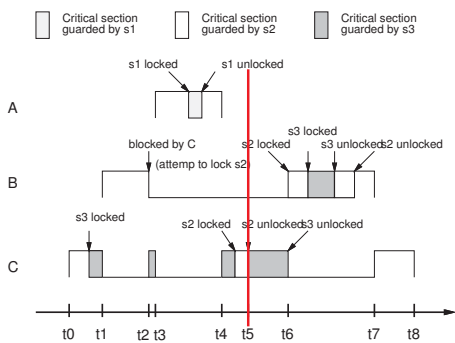 Critical section
guarded by s1
Critical section
guarded by s2
Critical section
guarded by s3
s1 locked
s1 unlocked
A
s3 locked
blocked by C
s2 locked
s3 unlocked
s2 unlocked
(attemp to lock s2)
B
s3 locked
s2 locked
s2 unlocked
s3 unlocked
C
t0 t1 t2 t3 t4 t5 t6 t7 t8